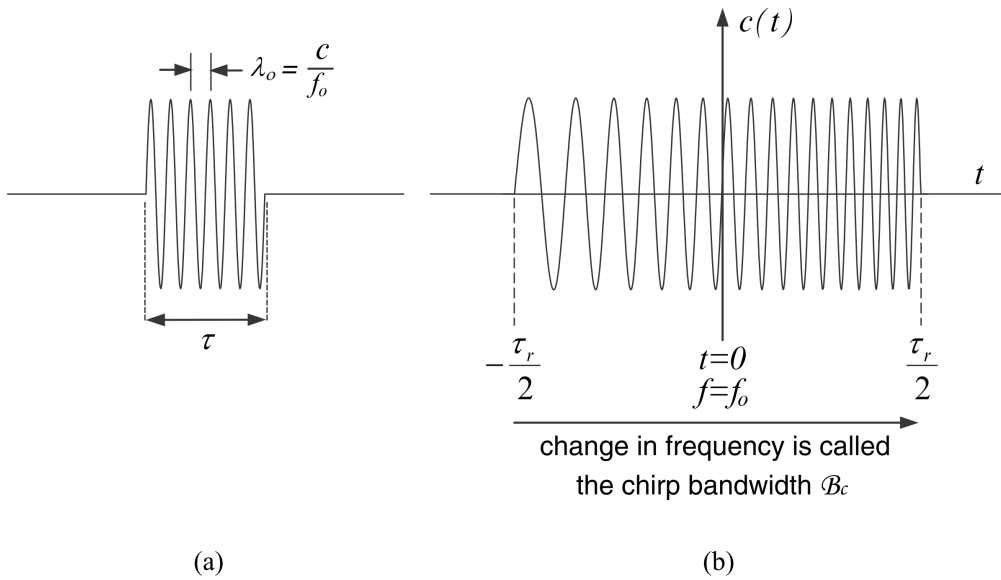 λₒ = c/fₒ
τ
(a)
c(t)
t
-τᵣ/2
t=0
f=fₒ
τᵣ/2
change in frequency is called
the chirp bandwidth ℬc
(b)